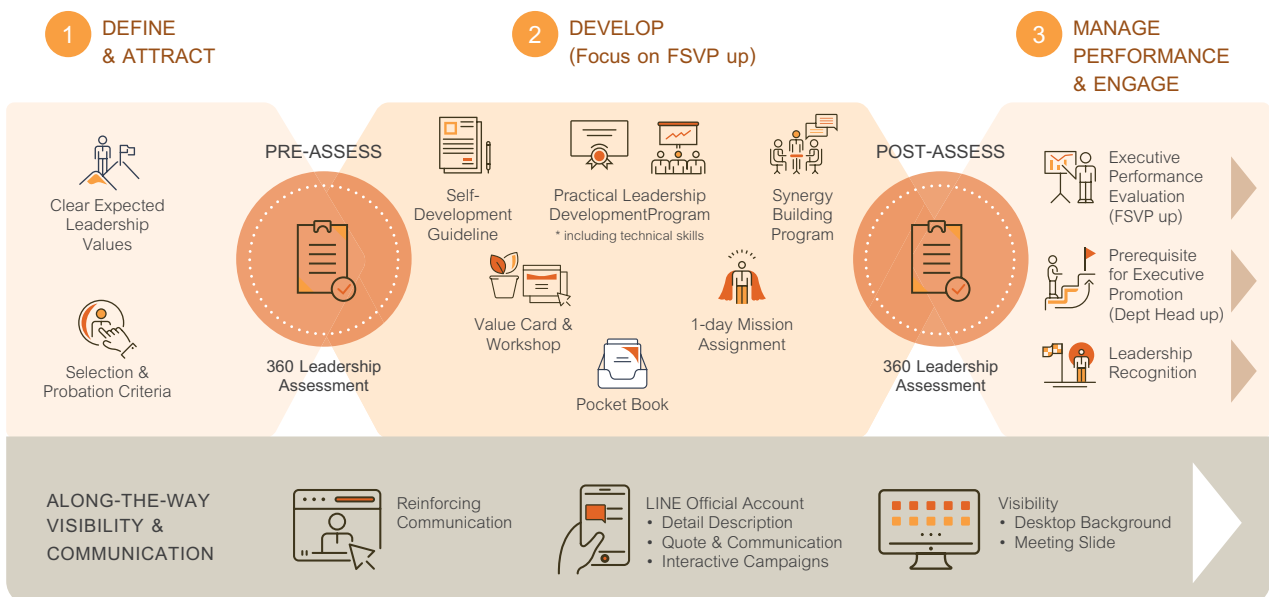 1
DEFINE
& ATTRACT
2
DEVELOP
(Focus on FSVP up)
3
MANAGE
PERFORMANCE
& ENGAGE
Clear Expected
Leadership
Values
Selection &
Probation Criteria
PRE-ASSESS
360 Leadership
Assessment
Self-
Development
Guideline
Practical Leadership
DevelopmentProgram
* including technical skills
Synergy
Building
Program
Value Card &
Workshop
1-day Mission
Assignment
Pocket Book
POST-ASSESS
360 Leadership
Assessment
Executive
Performance
Evaluation
(FSVP up)
Prerequisite
for Executive
Promotion
(Dept Head up)
Leadership
Recognition
ALONG-THE-WAY
VISIBILITY &
COMMUNICATION
Reinforcing
Communication
LINE Official Account
• Detail Description
• Quote & Communication
• Interactive Campaigns
Visibility
• Desktop Background
• Meeting Slide